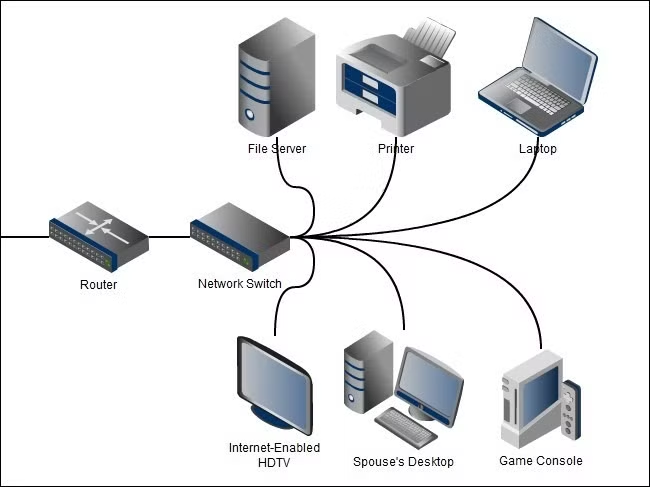 File Server
Printer
Laptop
Router
Network Switch
Internet-Enabled
HDTV
Spouse's Desktop
Game Console